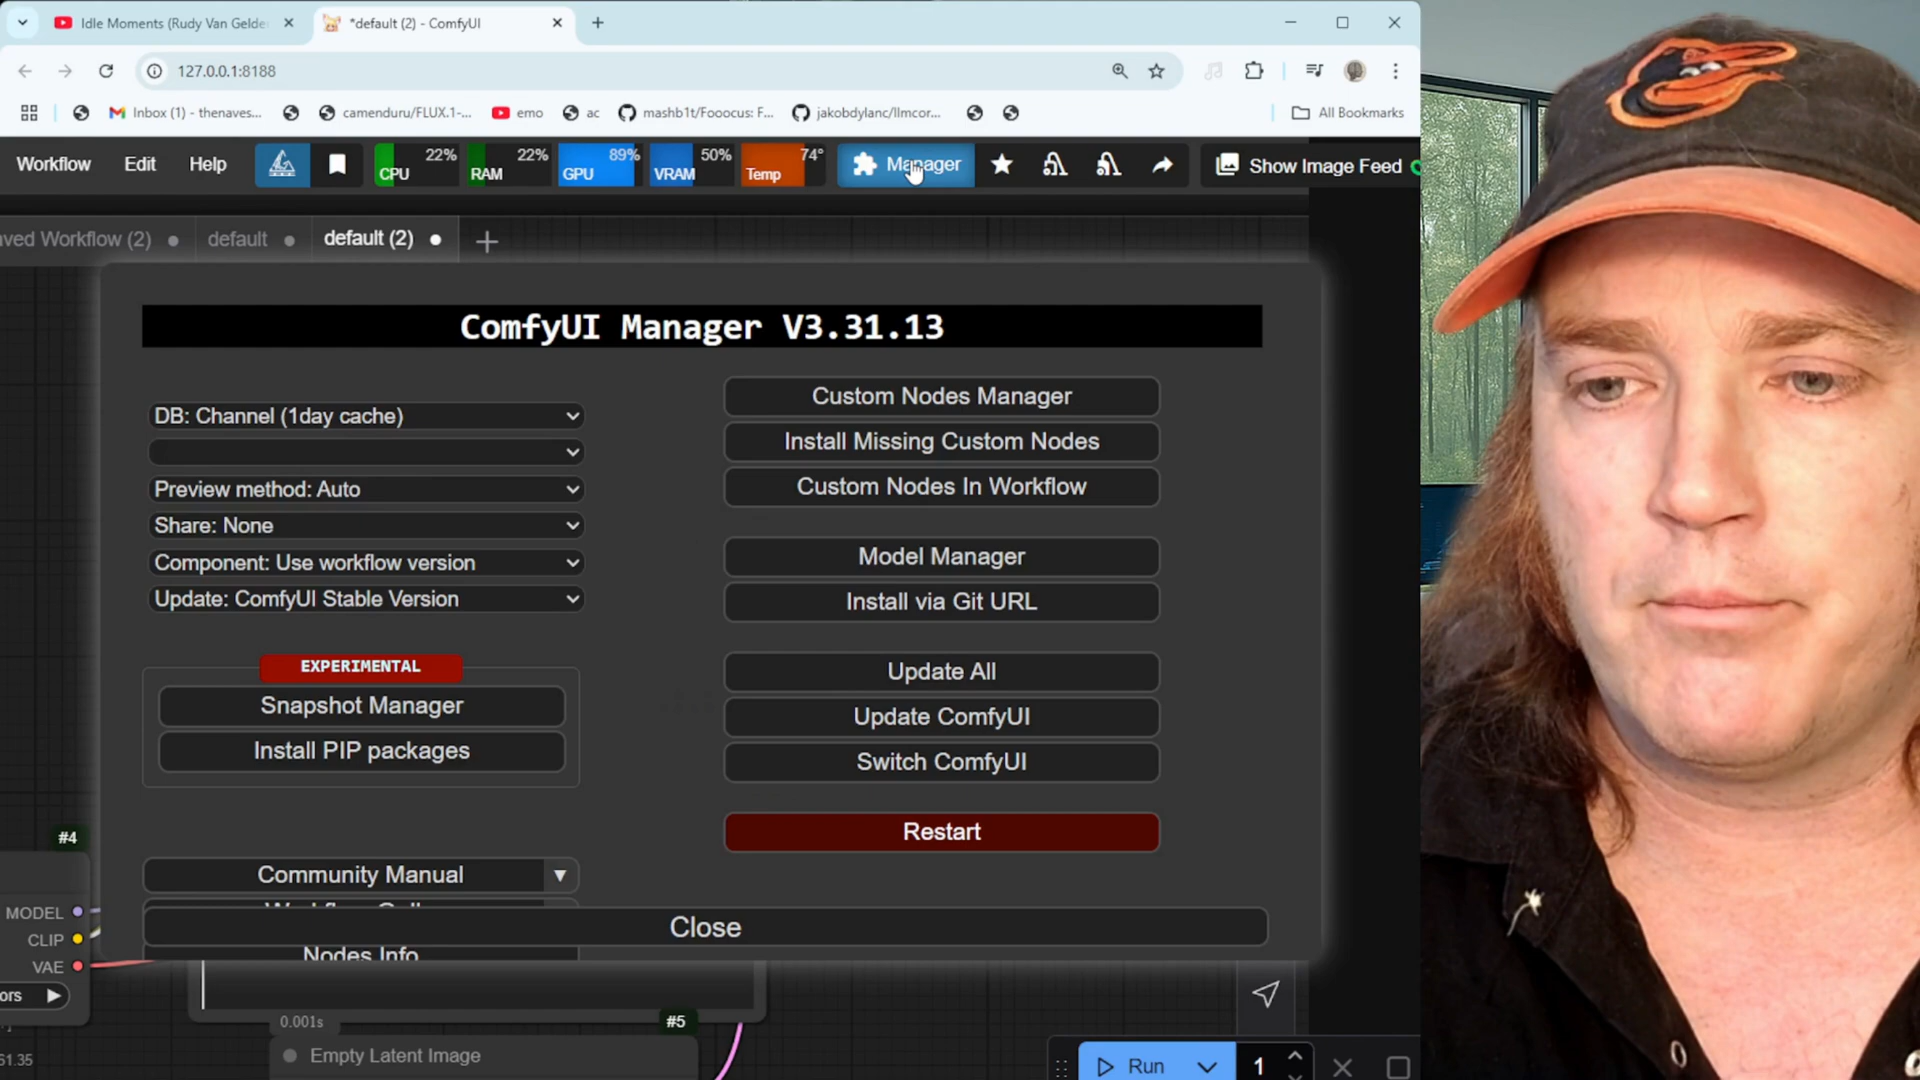 Idle Moments (Rudy Van Gelde
*default (2) - ComfyUI
127.0.0.1:8188
Inbox (1) - thenaves...
camenduru/FLUX.1-...
emo
ac
mashb1t/Fooocus: F...
jakobdylanc/llmcor...
All Bookmarks
Workflow
Edit
Help
CPU 22%
RAM 22%
GPU 89%
VRAM 50%
Temp 74°
Manager
Show Image Feed
aved Workflow (2)
default
default (2)
ComfyUI Manager V3.31.13
DB: Channel (1day cache)
Preview method: Auto
Share: None
Component: Use workflow version
Update: ComfyUI Stable Version
EXPERIMENTAL
Snapshot Manager
Install PIP packages
Community Manual
Custom Nodes Manager
Install Missing Custom Nodes
Custom Nodes In Workflow
Model Manager
Install via Git URL
Update All
Update ComfyUI
Switch ComfyUI
Restart
Close
Nodes Info
#4
MODEL
CLIP
VAE
ors
61.35
0.001s
#5
Empty Latent Image
Run
1